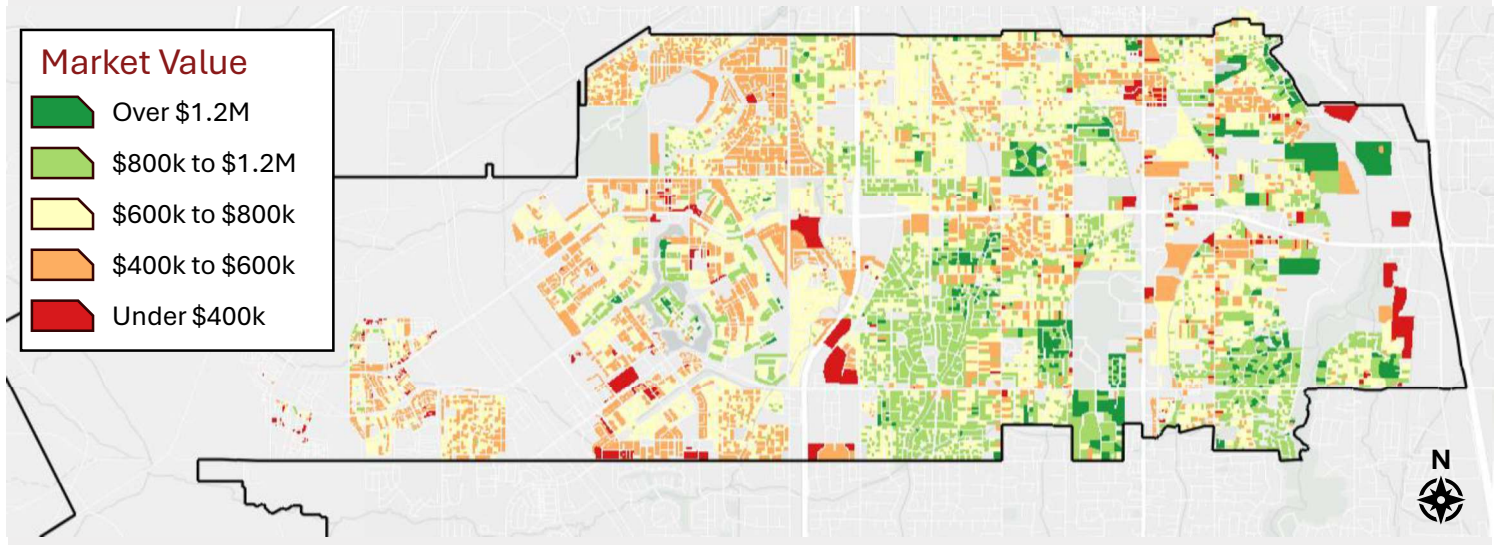 Market Value
Over $1.2M
$800k to $1.2M
$600k to $800k
$400k to $600k
Under $400k
N